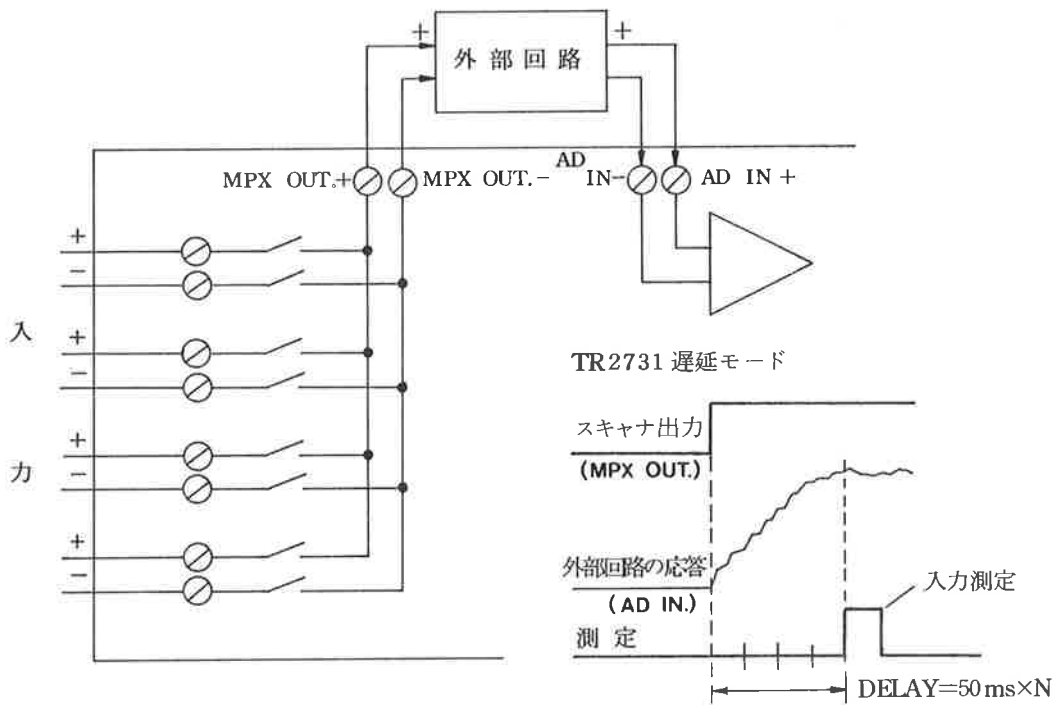 外部回路
+
+
MPX OUT.+
MPX OUT.-
AD IN-
AD IN +
入力
+
-
+
-
+
-
+
-
TR2731 遅延モード
スキャナ出力
(MPX OUT.)
外部回路の応答
(AD IN.)
入力測定
測定
DELAY=50ms×N